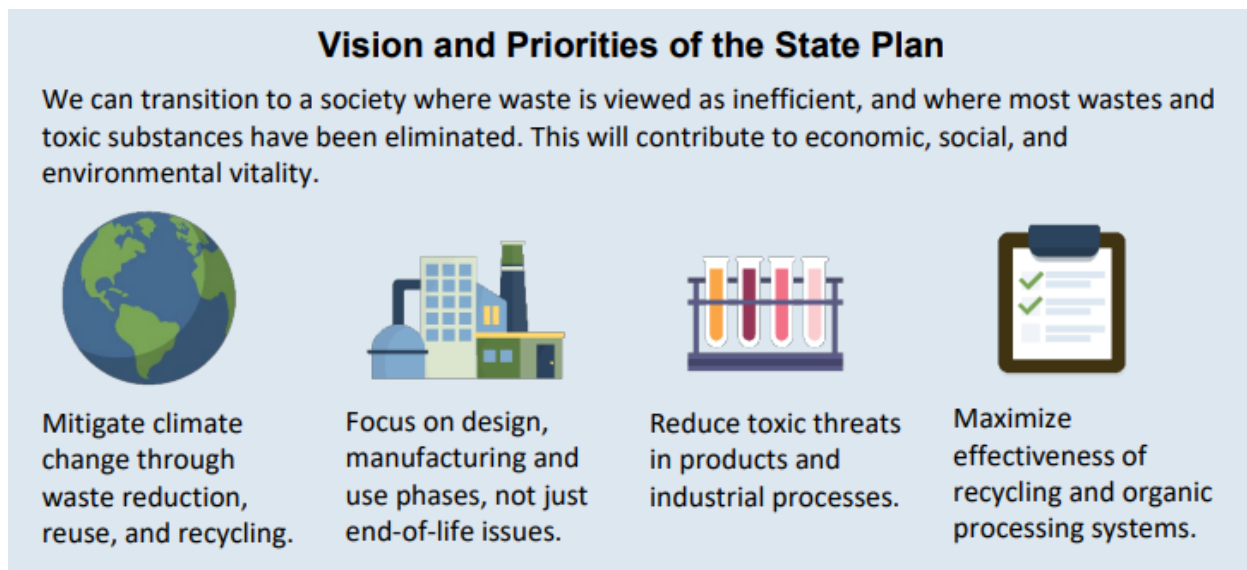 Vision and Priorities of the State Plan
We can transition to a society where waste is viewed as inefficient, and where most wastes and
toxic substances have been eliminated. This will contribute to economic, social, and
environmental vitality.
Mitigate climate
change through
waste reduction,
reuse, and recycling.
Focus on design,
manufacturing and
use phases, not just
end-of-life issues.
Reduce toxic threats
in products and
industrial processes.
Maximize
effectiveness of
recycling and organic
processing systems.